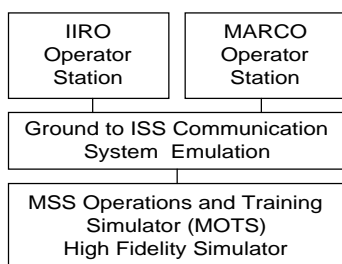 IIRO
Operator
Station
MARCO
Operator
Station
Ground to ISS Communication
System Emulation
MSS Operations and Training
Simulator (MOTS)
High Fidelity Simulator